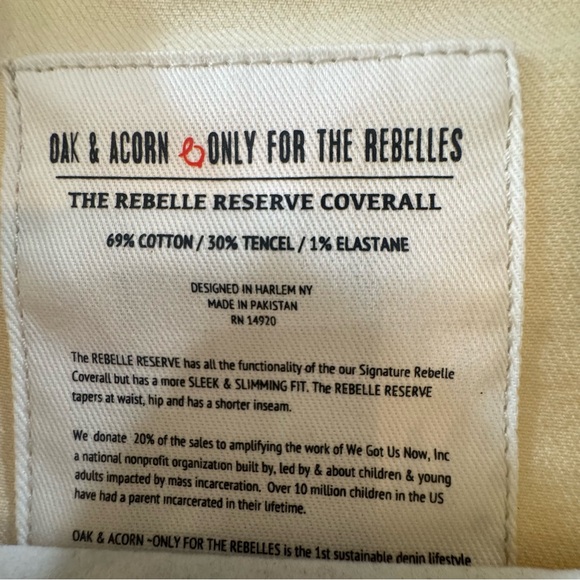 OAK & ACORN ONLY FOR THE REBELLES
THE REBELLE RESERVE COVERALL
69% COTTON / 30% TENCEL / 1% ELASTANE
DESIGNED IN HARLEM NY
MADE IN PAKISTAN
RN 14920
The REBELLE RESERVE has all the functionality of the our Signature Rebelle
Coverall but has a more SLEEK & SLIMMING FIT. The REBELLE RESERVE
tapers at waist, hip and has a shorter inseam.
We donate 20% of the sales to amplifying the work of We Got Us Now, Inc
a national nonprofit organization built by, led by & about children & young
adults impacted by mass incarceration. Over 10 million children in the US
have had a parent incarcerated in their lifetime.
OAK & ACORN -ONLY FOR THE REBELLES is the 1st sustainable denin lifestyle